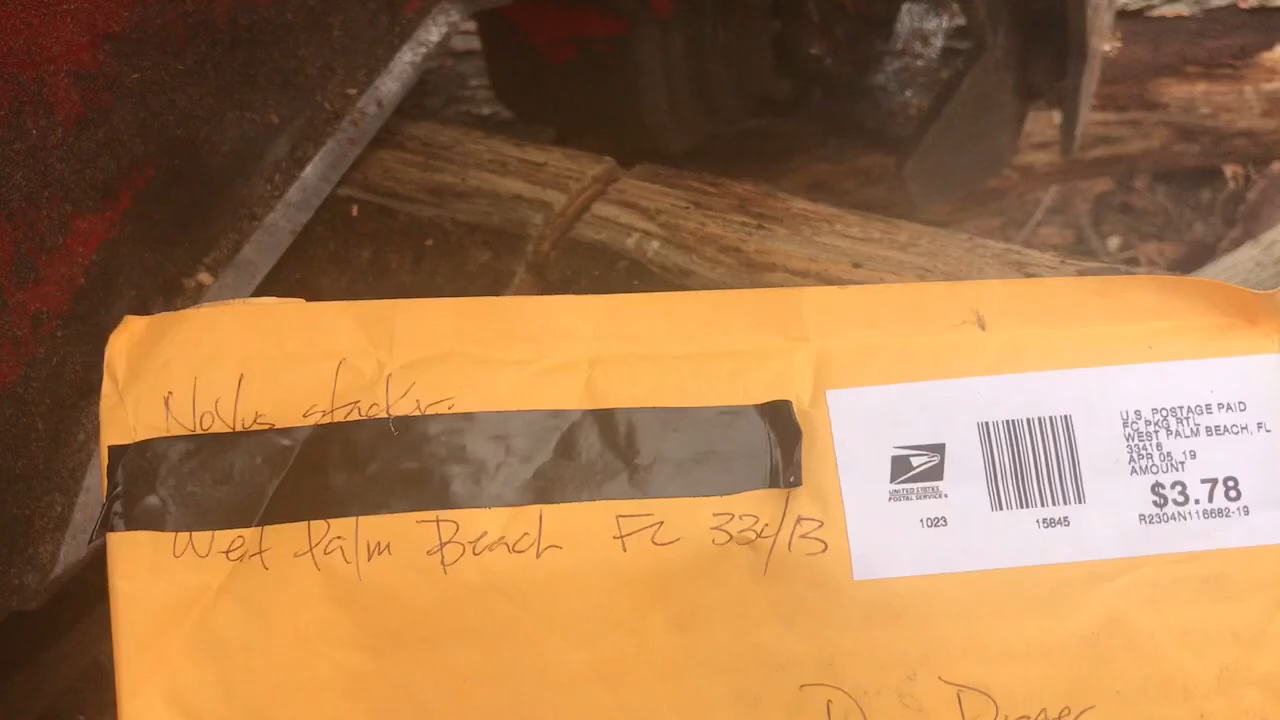 Novus stacker
West Palm Beach FL 33413
UNITED STATES
POSTAL SERVICE
1023
15845
U.S. POSTAGE PAID
FC PKG RTL
WEST PALM BEACH, FL
33416
APR 05, 19
AMOUNT
$3.78
R2304N116682-19